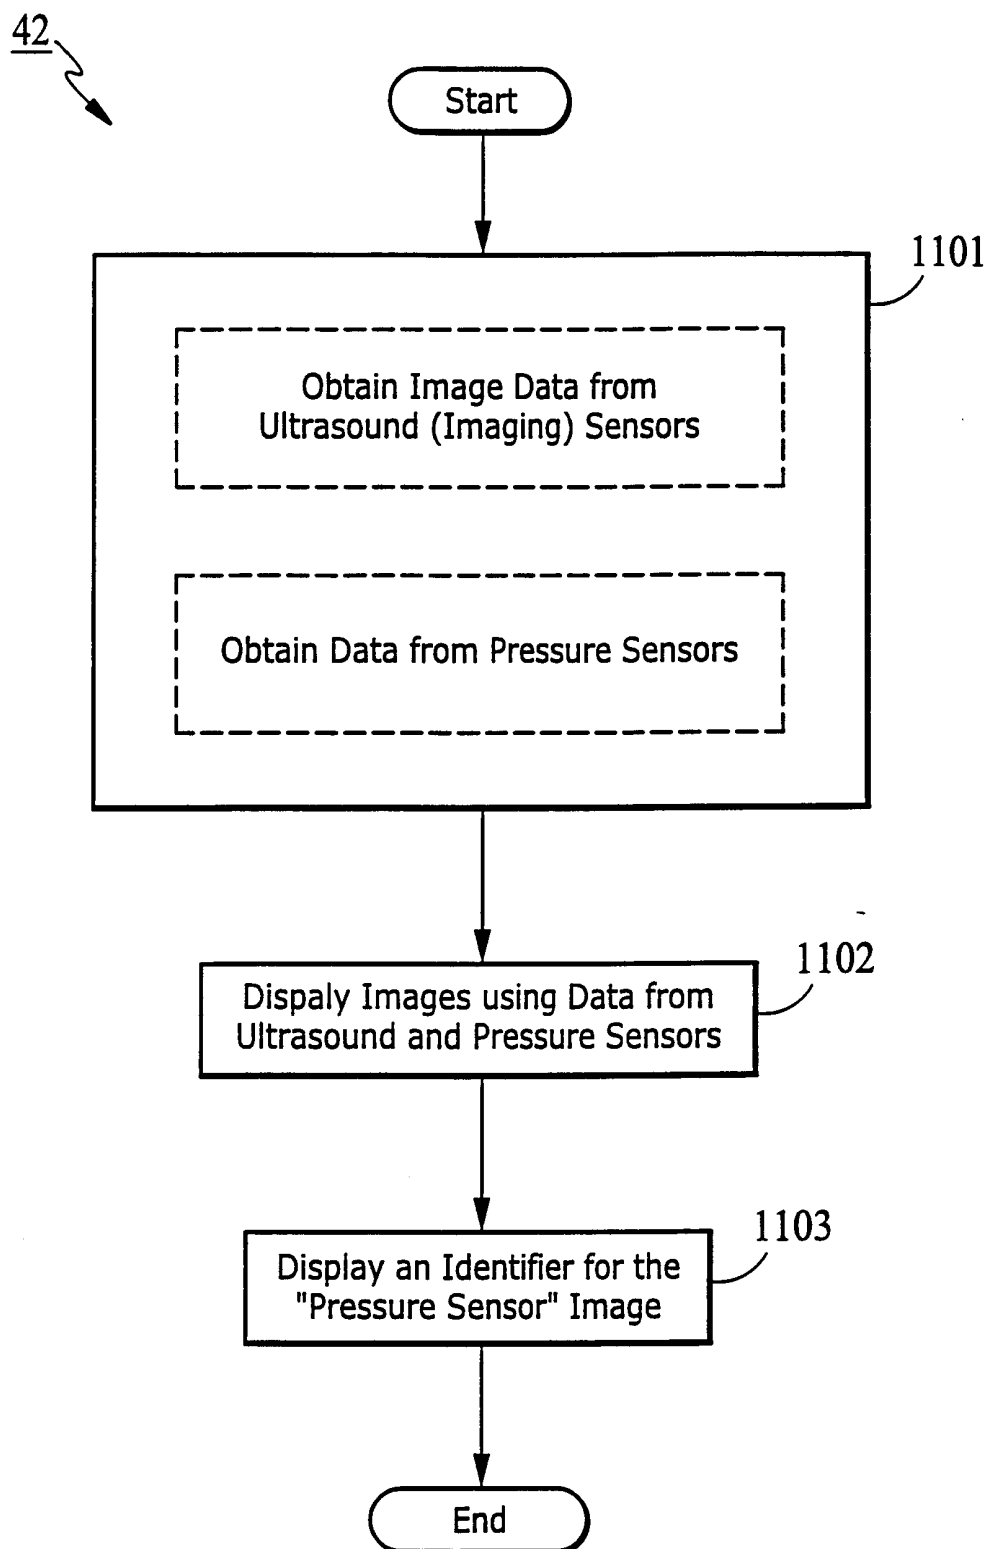 42
Start
1101
Obtain Image Data from
Ultrasound (Imaging) Sensors
Obtain Data from Pressure Sensors
1102
Dispaly Images using Data from
Ultrasound and Pressure Sensors
1103
Display an Identifier for the
"Pressure Sensor" Image
End